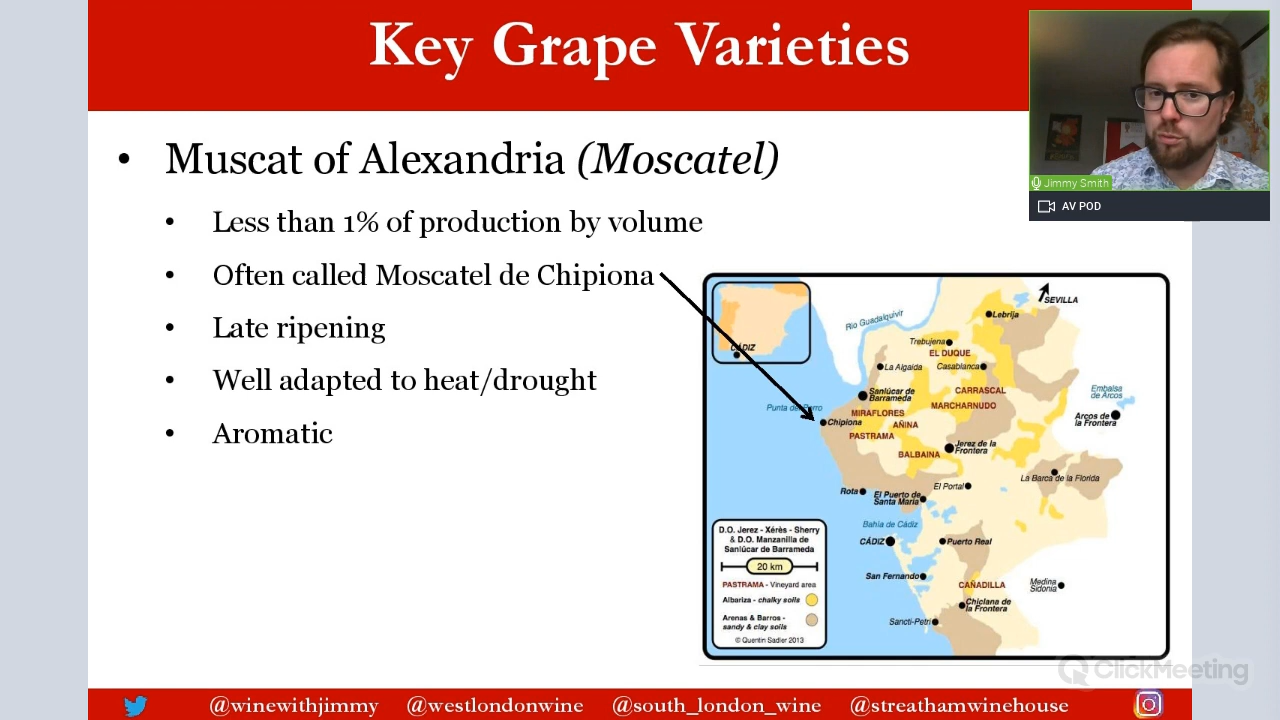 Key Grape Varieties
Jimmy Smith
AV POD
• Muscat of Alexandria (Moscatel)
• Less than 1% of production by volume
• Often called Moscatel de Chipiona
• Late ripening
• Well adapted to heat/drought
• Aromatic
CÁDIZ
SEVILLA
Rio Guadalquivir
Lebrija
Trebujena
EL DUQUE
La Algaida
Casablanca
Sanlúcar de
Barrameda
CARRASCAL
MARCHARNUDO
Embalsa
de Arcos
Arcos de
la Frontera
Punta del Perro
MIRAFLORES
Chipiona
AÑINA
PASTRAMA
BALBAINA
Jerez de la
Frontera
La Barca de la Florida
Rota
El Puerto de
Santa María
El Portal
Bahía de Cádiz
CÁDIZ
Puerto Real
San Fernando
CAÑADILLA
Medina
Sidonia
Chiclana de
la Frontera
Sancti-Petri
D.O. Jerez - Xérès - Sherry
& D.O. Manzanilla de
Sanlúcar de Barrameda
20 km
PASTRAMA - Vineyard area
Albariza - chalky soils
Arenas & Barros -
sandy & clay soils
© Quentin Sadler 2013
ClickMeeting
@winewithjimmy @westlondonwine @south_london_wine @streathamwinehouse